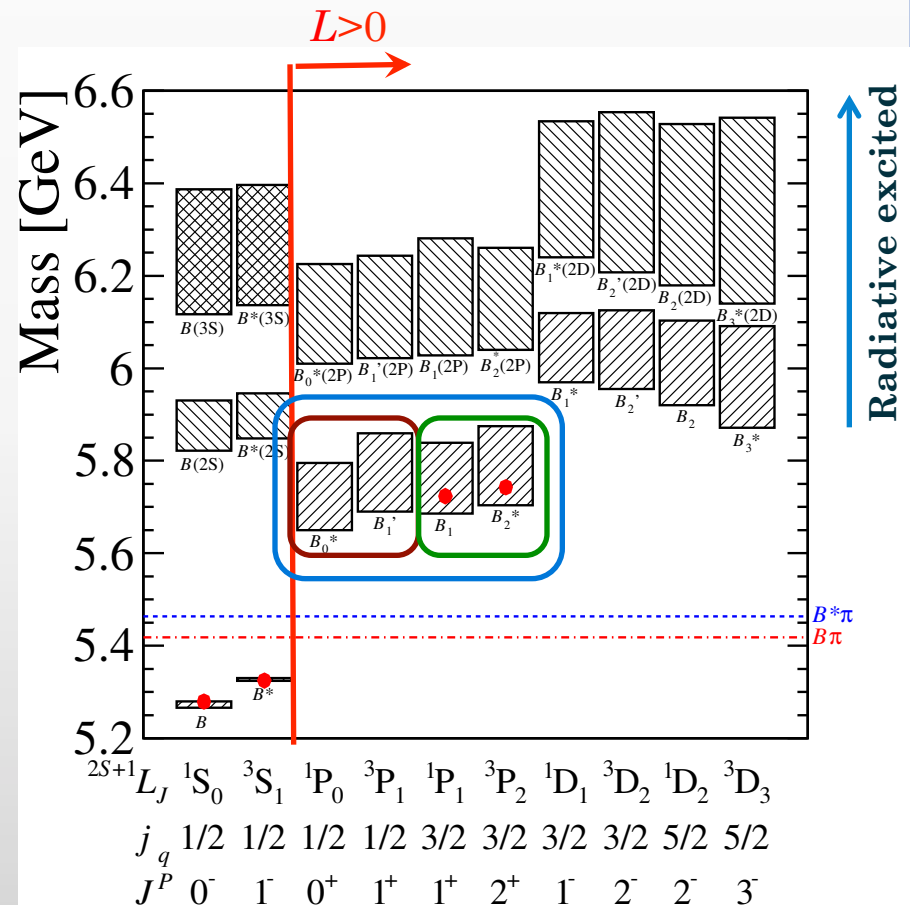 L>0
Mass [GeV]
Radiative excited
6.6
6.4
6.2
6
5.8
5.6
5.4
5.2
B(3S)
B*(3S)
B(2S)
B*(2S)
B
B*
B₀*(2P)
B₁’(2P)
B₁(2P)
B₂*(2P)
B₀*
B₁’
B₁
B₂*
B₁*(2D)
B₂’(2D)
B₂(2D)
B₃*(2D)
B₁*
B₂’
B₂
B₃*
B*π
Bπ
²ˢ⁺¹L_J ¹S₀ ³S₁ ¹P₀ ³P₁ ¹P₁ ³P₂ ¹D₁ ³D₂ ¹D₂ ³D₃
j_q 1/2 1/2 1/2 1/2 3/2 3/2 3/2 3/2 5/2 5/2
J^P 0⁻ 1⁻ 0⁺ 1⁺ 1⁺ 2⁺ 1⁻ 2⁻ 2⁻ 3⁻